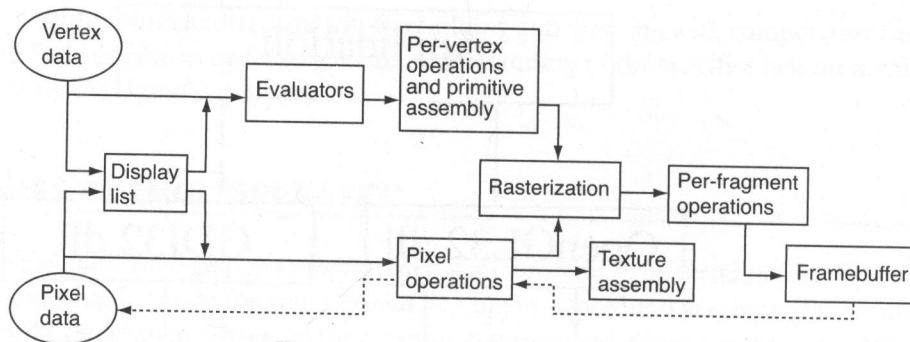 Vertex
data
Evaluators
Per-vertex
operations
and primitive
assembly
Display
list
Rasterization
Per-fragment
operations
Pixel
operations
Texture
assembly
Framebuffer
Pixel
data